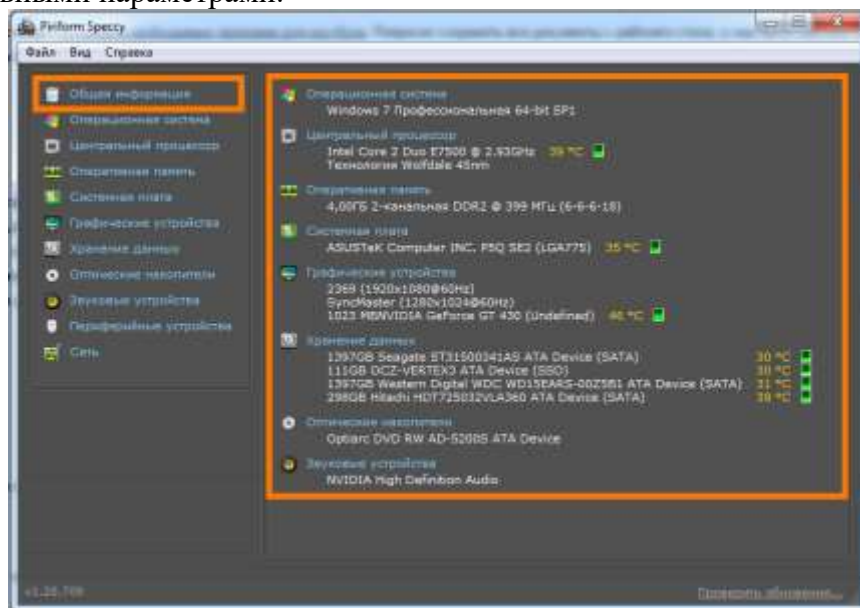 вными параметрами.
Piriform Speccy
Файл Вид Справка
Общая информация
Операционная система
Центральный процессор
Оперативная память
Системная плата
Графические устройства
Хранение данных
Оптические накопители
Звуковые устройства
Периферийные устройства
Сеть
Операционная система
Windows 7 Профессиональная 64-bit SP1
Центральный процессор
Intel Core 2 Duo E7500 @ 2.93GHz 39 °C
Технология Wolfdale 45nm
Оперативная память
4,00ГБ 2-канальная DDR2 @ 399 МГц (6-6-6-18)
Системная плата
ASUSTeK Computer INC. P5Q SE2 (LGA775) 35 °C
Графические устройства
2369 (1920x1080@60Hz)
SyncMaster (1280x1024@60Hz)
1023 MBNVIDIA GeForce GT 430 (Undefined) 46 °C
Хранение данных
1397GB Seagate ST31500341AS ATA Device (SATA) 30 °C
111GB OCZ-VERTEX3 ATA Device (SSD) 30 °C
1397GB Western Digital WDC WD15EARS-00Z5B1 ATA Device (SATA) 31 °C
298GB Hitachi HDT725032VLA360 ATA Device (SATA)
Оптические накопители
Optiarc DVD RW AD-5200S ATA Device
Звуковые устройства
NVIDIA High Definition Audio
Проверить обновления...